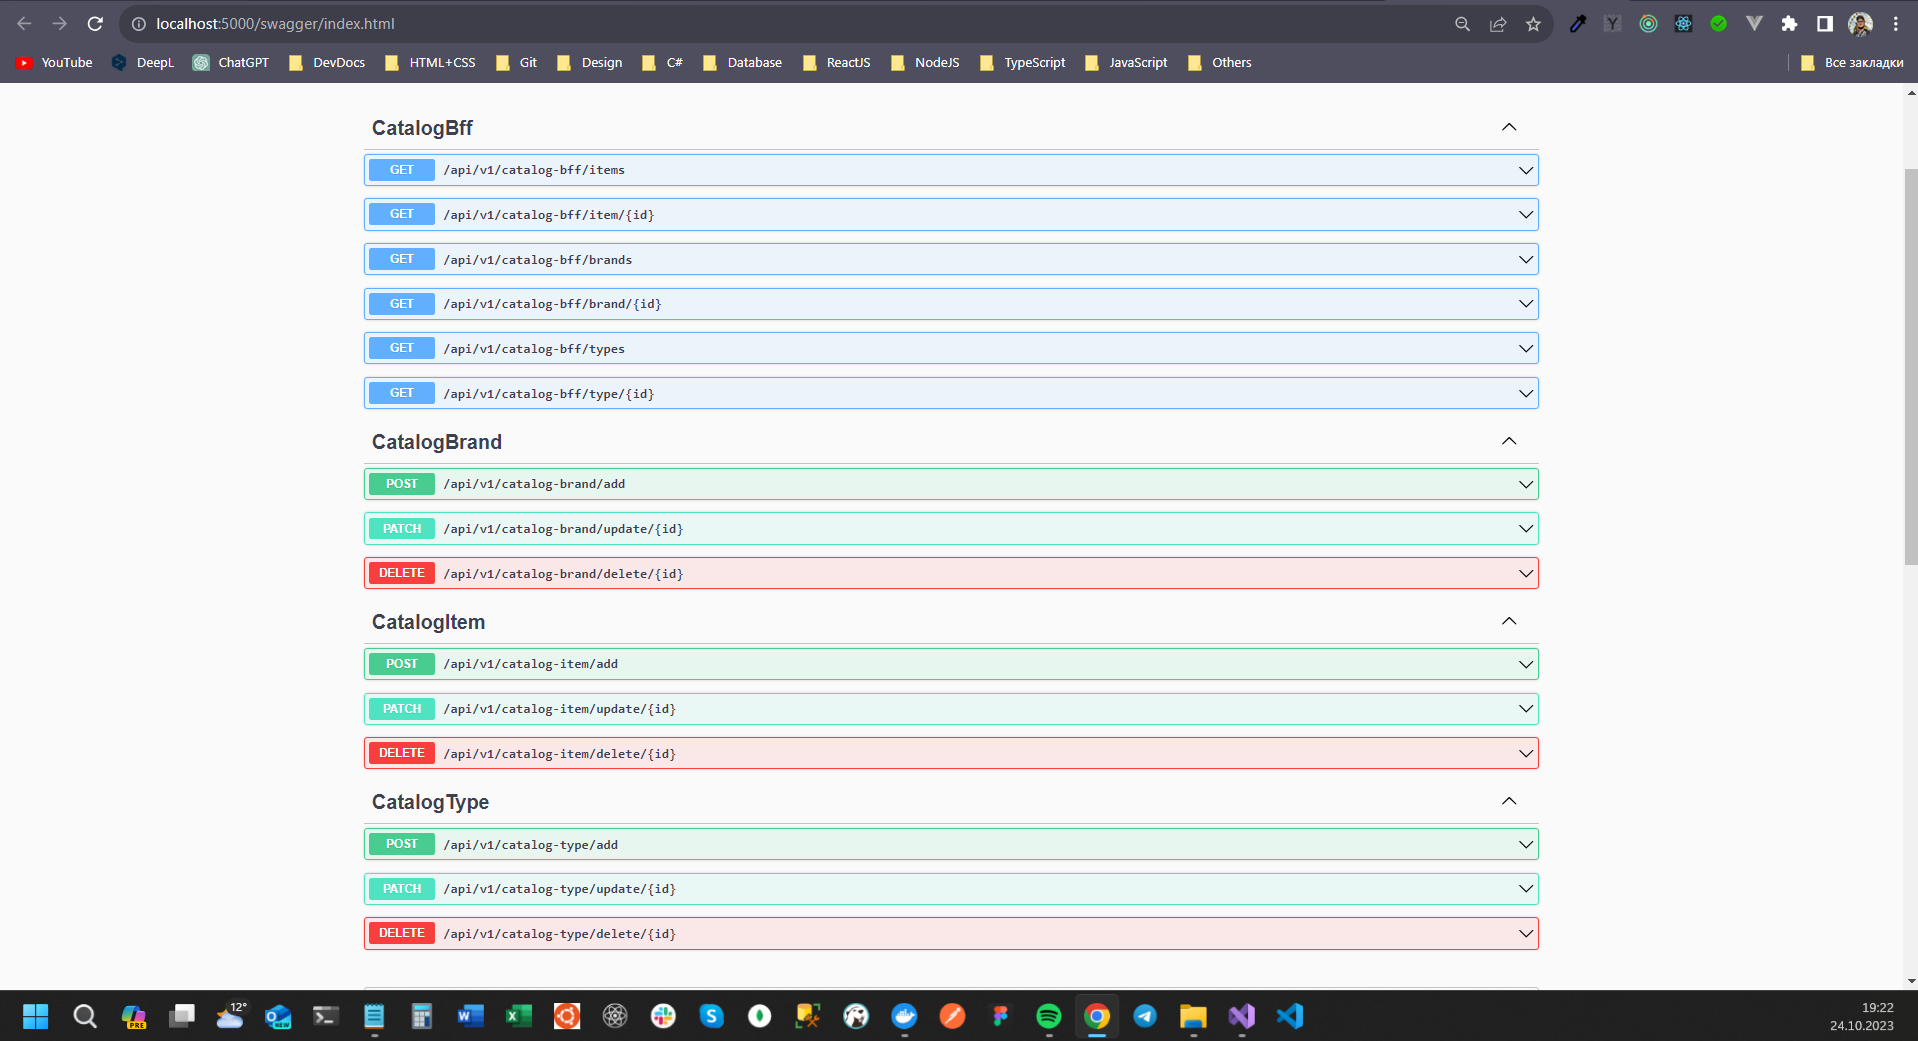 localhost:5000/swagger/index.html
YouTube DeepL ChatGPT DevDocs HTML+CSS Git Design C# Database ReactJS NodeJS TypeScript JavaScript Others Все закладки
CatalogBff
GET /api/v1/catalog-bff/items
GET /api/v1/catalog-bff/item/{id}
GET /api/v1/catalog-bff/brands
GET /api/v1/catalog-bff/brand/{id}
GET /api/v1/catalog-bff/types
GET /api/v1/catalog-bff/type/{id}
CatalogBrand
POST /api/v1/catalog-brand/add
PATCH /api/v1/catalog-brand/update/{id}
DELETE /api/v1/catalog-brand/delete/{id}
CatalogItem
POST /api/v1/catalog-item/add
PATCH /api/v1/catalog-item/update/{id}
DELETE /api/v1/catalog-item/delete/{id}
CatalogType
POST /api/v1/catalog-type/add
PATCH /api/v1/catalog-type/update/{id}
DELETE /api/v1/catalog-type/delete/{id}
PRE 12° NEW
19:22
24.10.2023